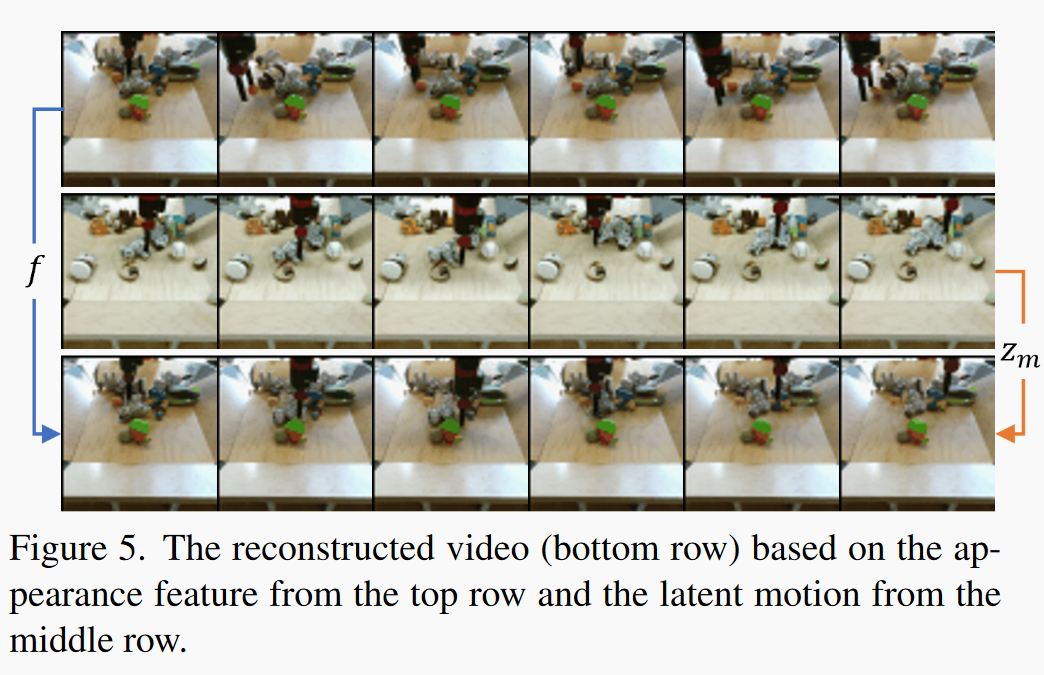 f
z_m
Figure 5. The reconstructed video (bottom row) based on the ap-
pearance feature from the top row and the latent motion from the
middle row.